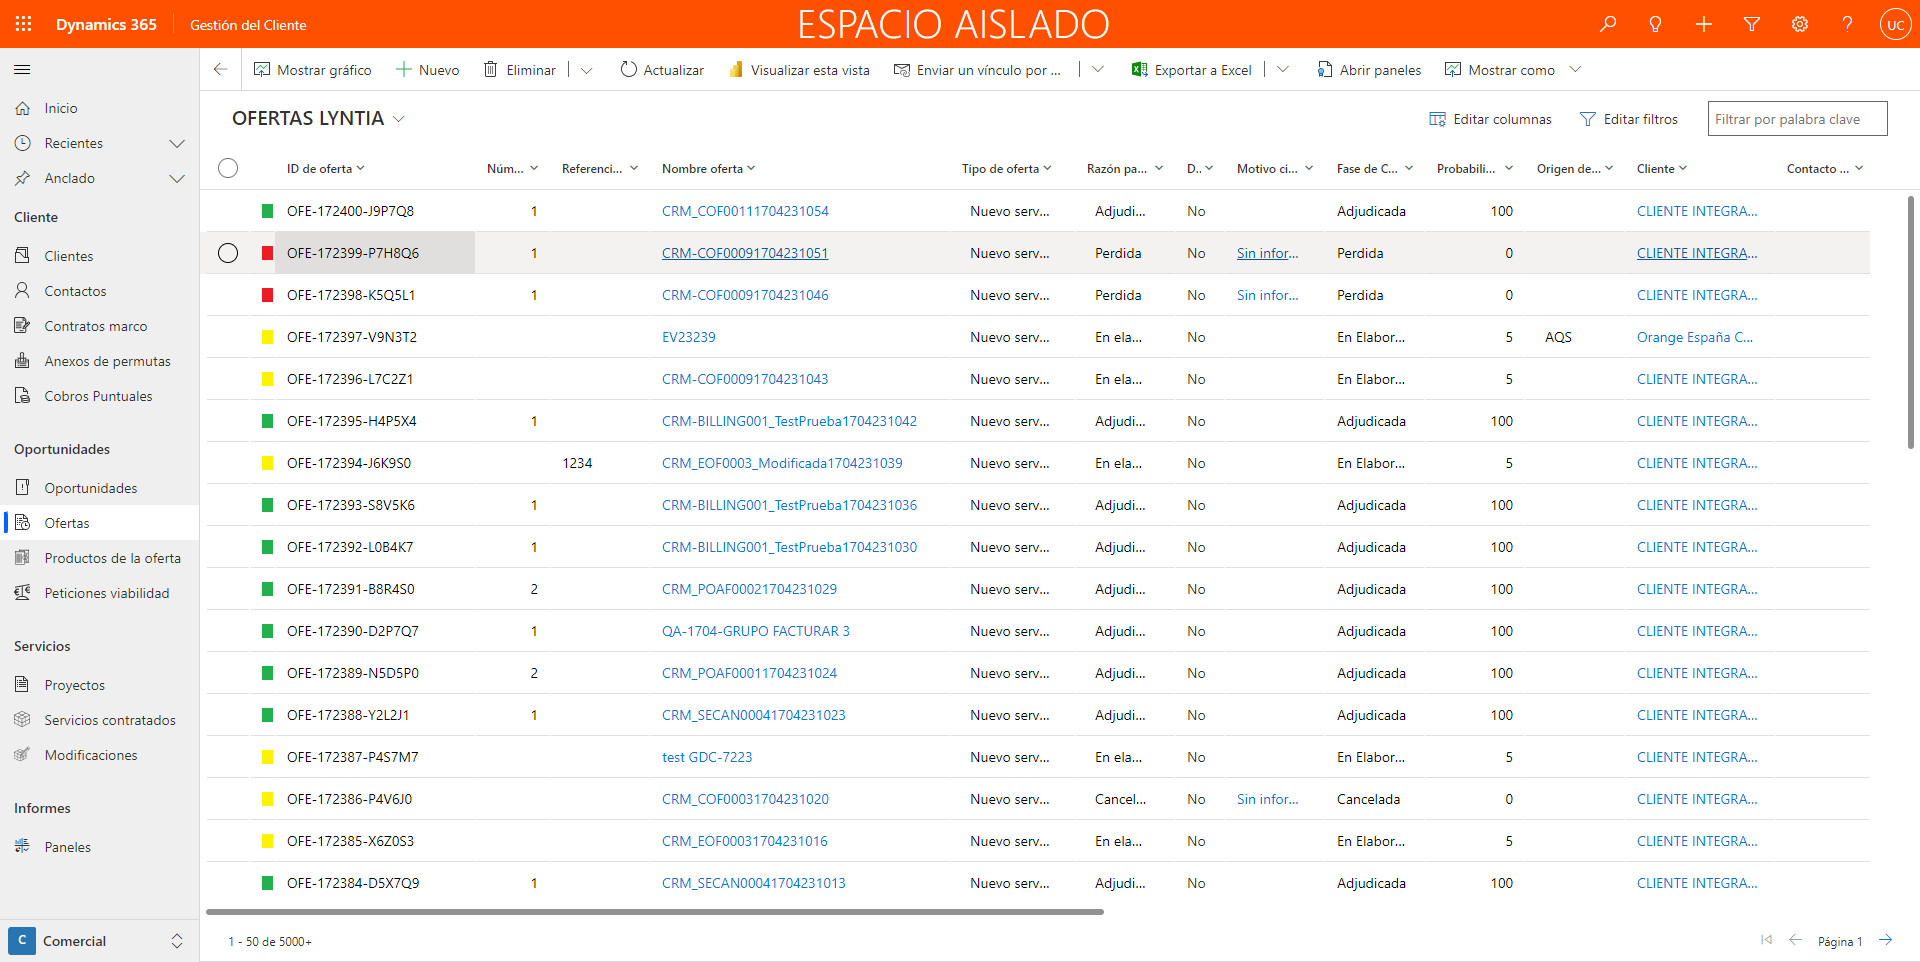 Dynamics 365
Gestión del Cliente
ESPACIO AISLADO
UC
Mostrar gráfico
Nuevo
Eliminar
Actualizar
Visualizar esta vista
Enviar un vínculo por ...
Exportar a Excel
Abrir paneles
Mostrar como
Inicio
Recientes
Anclado
Cliente
Clientes
Contactos
Contratos marco
Anexos de permutas
Cobros Puntuales
Oportunidades
Oportunidades
Ofertas
Productos de la oferta
Peticiones viabilidad
Servicios
Proyectos
Servicios contratados
Modificaciones
Informes
Paneles
C Comercial
OFERTAS LYNTIA
Editar columnas
Editar filtros
Filtrar por palabra clave
ID de oferta Núm... Referenci... Nombre oferta Tipo de oferta Razón pa... D.. Motivo ci... Fase de C... Probabili... Origen de... Cliente Contacto ...
OFE-172400-J9P7Q8 1 CRM_COF00111704231054 Nuevo serv... Adjudi... No Adjudicada 100 CLIENTE INTEGRA...
OFE-172399-P7H8Q6 1 CRM-COF00091704231051 Nuevo serv... Perdida No Sin infor... Perdida 0 CLIENTE INTEGRA...
OFE-172398-K5Q5L1 1 CRM-COF00091704231046 Nuevo serv... Perdida No Sin infor... Perdida 0 CLIENTE INTEGRA...
OFE-172397-V9N3T2 EV23239 Nuevo serv... En ela... No En Elabor... 5 AQS Orange España C...
OFE-172396-L7C2Z1 CRM-COF00091704231043 Nuevo serv... En ela... No En Elabor... 5 CLIENTE INTEGRA...
OFE-172395-H4P5X4 1 CRM-BILLING001_TestPrueba1704231042 Nuevo serv... Adjudi... No Adjudicada 100 CLIENTE INTEGRA...
OFE-172394-J6K9S0 1234 CRM_EOF0003_Modificada1704231039 Nuevo serv... En ela... No En Elabor... 5 CLIENTE INTEGRA...
OFE-172393-S8V5K6 1 CRM-BILLING001_TestPrueba1704231036 Nuevo serv... Adjudi... No Adjudicada 100 CLIENTE INTEGRA...
OFE-172392-L0B4K7 1 CRM-BILLING001_TestPrueba1704231030 Nuevo serv... Adjudi... No Adjudicada 100 CLIENTE INTEGRA...
OFE-172391-B8R4S0 2 CRM_POAF00021704231029 Nuevo serv... Adjudi... No Adjudicada 100 CLIENTE INTEGRA...
OFE-172390-D2P7Q7 1 QA-1704-GRUPO FACTURAR 3 Nuevo serv... Adjudi... No Adjudicada 100 CLIENTE INTEGRA...
OFE-172389-N5D5P0 2 CRM_POAF00011704231024 Nuevo serv... Adjudi... No Adjudicada 100 CLIENTE INTEGRA...
OFE-172388-Y2L2J1 1 CRM_SECAN00041704231023 Nuevo serv... Adjudi... No Adjudicada 100 CLIENTE INTEGRA...
OFE-172387-P4S7M7 test GDC-7223 Nuevo serv... En ela... No En Elabor... 5 CLIENTE INTEGRA...
OFE-172386-P4V6J0 CRM_COF00031704231020 Nuevo serv... Cancel... No Sin infor... Cancelada 0 CLIENTE INTEGRA...
OFE-172385-X6Z0S3 CRM_EOF00031704231016 Nuevo serv... En ela... No En Elabor... 5 CLIENTE INTEGRA...
OFE-172384-D5X7Q9 1 CRM_SECAN00041704231013 Nuevo serv... Adjudi... No Adjudicada 100 CLIENTE INTEGRA...
1 - 50 de 5000+
Página 1